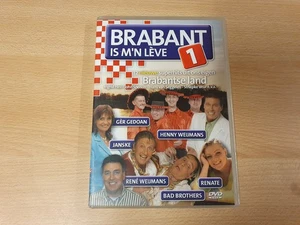 BRABANT
IS M'N LÈVE
1
Brabantse land
GÈR GEDOAN
HENNY WEIJMANS
JANSKE
RENÉ WEIJMANS
RENATE
BAD BROTHERS
DVD